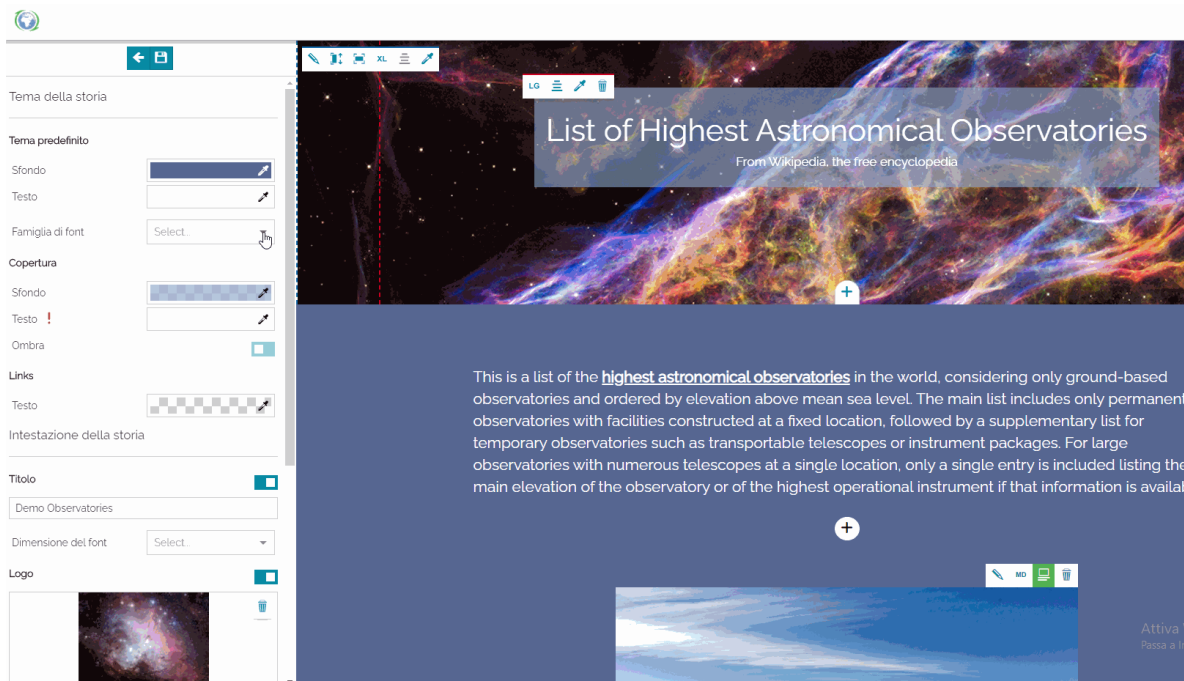 Tema della storia
Tema predefinito
Sfondo
Testo
Famiglia di font
Select...
Copertura
Sfondo
Testo !
Ombra
Links
Testo
Intestazione della storia
Titolo
Demo Observatories
Dimensione del font
Select...
Logo
XL
LG
List of Highest Astronomical Observatories
From Wikipedia, the free encyclopedia
This is a list of the highest astronomical observatories in the world, considering only ground-based
observatories and ordered by elevation above mean sea level. The main list includes only permanent
observatories with facilities constructed at a fixed location, followed by a supplementary list for
temporary observatories such as transportable telescopes or instrument packages. For large
observatories with numerous telescopes at a single location, only a single entry is included listing the
main elevation of the observatory or of the highest operational instrument if that information is
MD
Attiva
Passa a